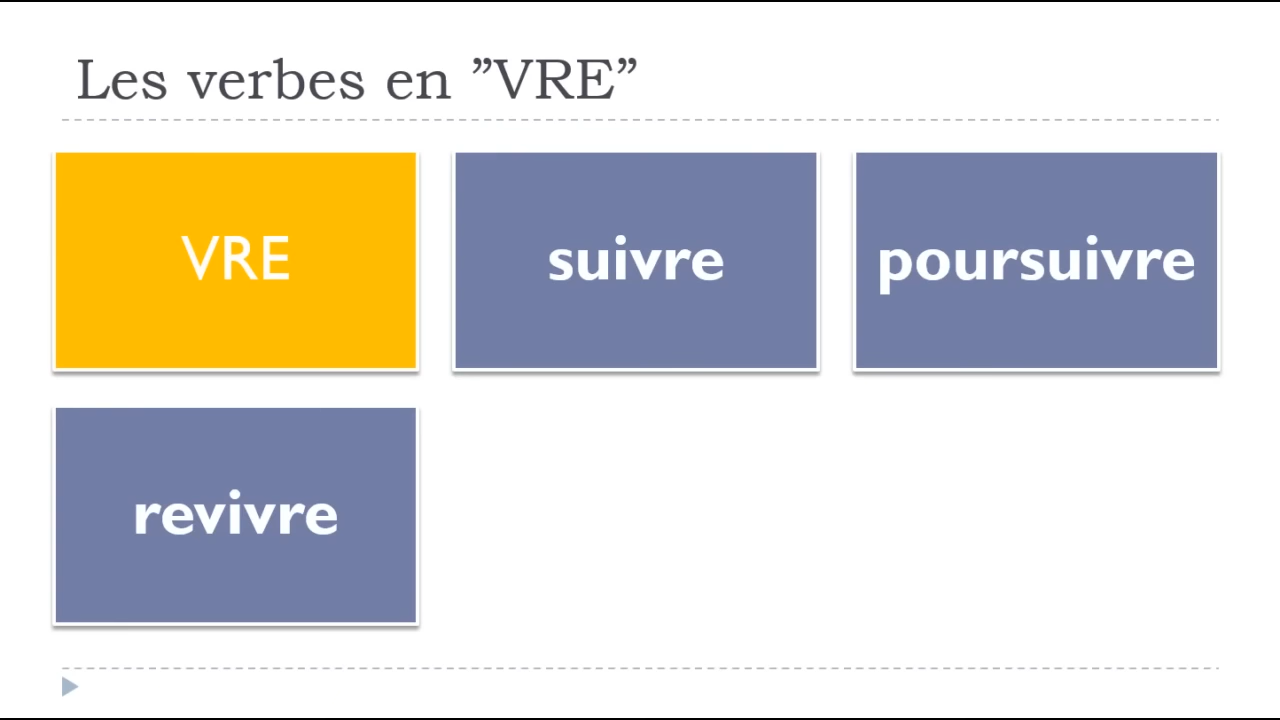 Les verbes en ”VRE”
VRE
suivre
poursuivre
revivre